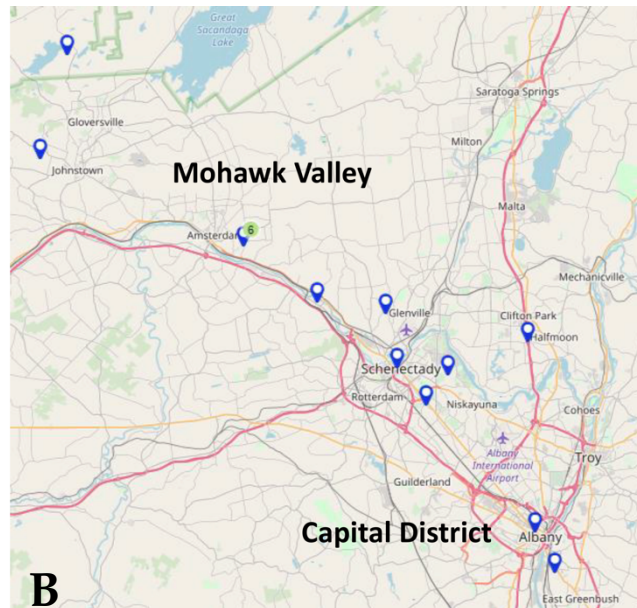 Great
Sacandaga
Lake
Saratoga Springs
Gloversville
Milton
Johnstown
Mohawk Valley
Malta
Amsterdam
6
Mechanicville
Glenville
Clifton Park
Halfmoon
Schenectady
Rotterdam
Niskayuna
Cohoes
Albany
International
Airport
Troy
Guilderland
Capital District
Albany
B
East Greenbush